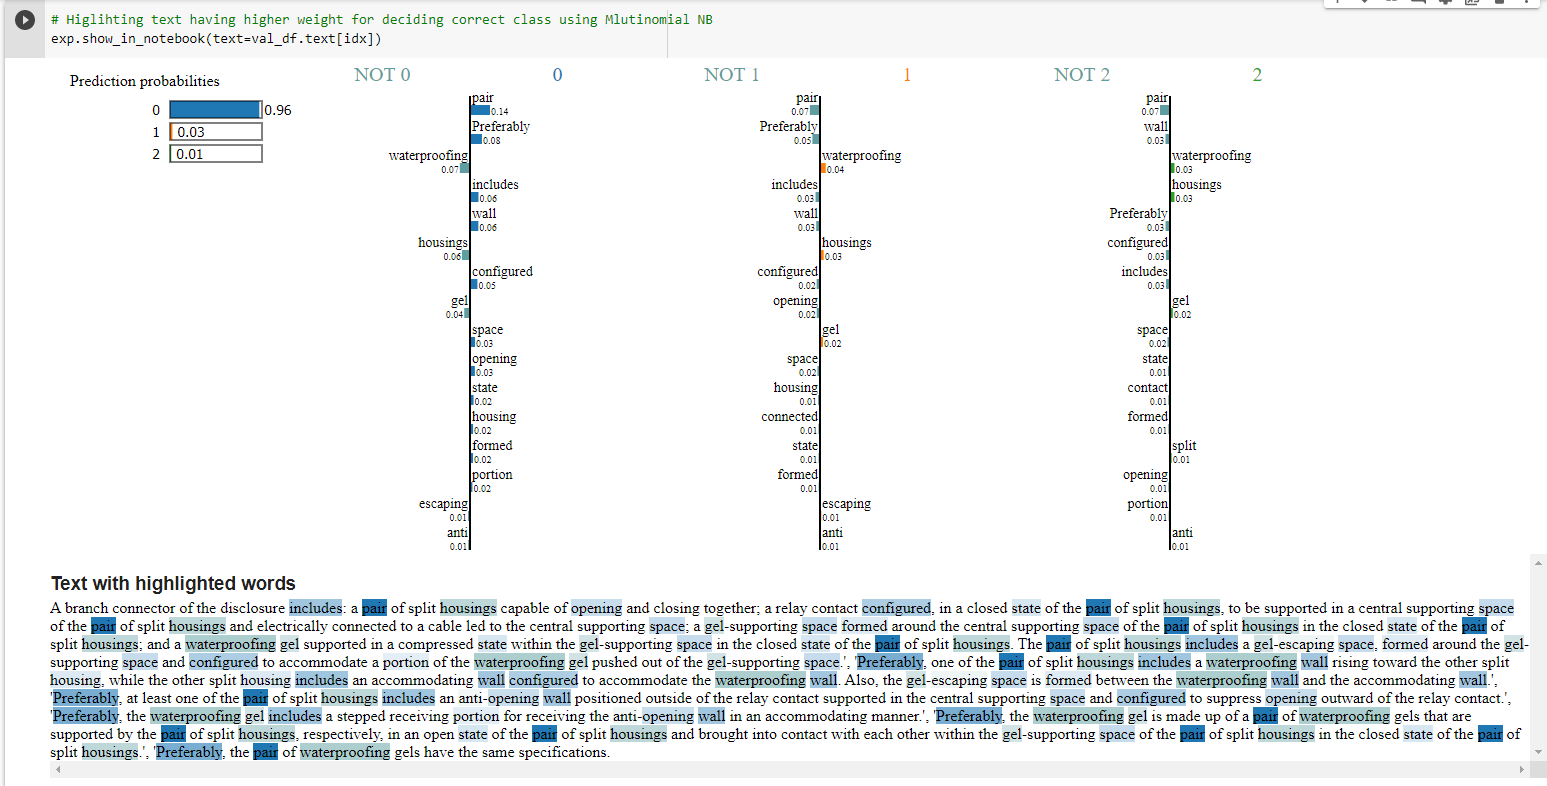 # Higlihting text having higher weight for deciding correct class using Mlutinomial NB
exp.show_in_notebook(text=val_df.text[idx])
Prediction probabilities
0 0.96
1 0.03
2 0.01
NOT 0 0
pair
0.14
Preferably
0.08
waterproofing
0.07
includes
0.06
wall
0.06
housings
0.06
configured
0.05
gel
0.04
space
0.03
opening
0.03
state
0.02
housing
0.02
formed
0.02
portion
0.02
escaping
0.01
anti
0.01
NOT 1 1
pair
0.07
Preferably
0.05
waterproofing
0.04
includes
0.03
wall
0.03
housings
0.03
configured
0.02
opening
0.02
gel
0.02
space
0.02
housing
0.01
connected
0.01
state
0.01
formed
0.01
escaping
0.01
anti
0.01
NOT 2 2
pair
0.07
wall
0.03
waterproofing
0.03
housings
0.03
Preferably
0.03
configured
0.03
includes
0.03
gel
0.02
space
0.02
state
0.01
contact
0.01
formed
0.01
split
0.01
opening
0.01
portion
0.01
anti
0.01
Text with highlighted words
A branch connector of the disclosure includes: a pair of split housings capable of opening and closing together; a relay contact configured, in a closed state of the pair of split housings, to be supported in a central supporting space
of the pair of split housings and electrically connected to a cable led to the central supporting space; a gel-supporting space formed around the central supporting space of the pair of split housings in the closed state of the pair of
split housings; and a waterproofing gel supported in a compressed state within the gel-supporting space in the closed state of the pair of split housings. The pair of split housings includes a gel-escaping space, formed around the gel-
supporting space and configured to accommodate a portion of the waterproofing gel pushed out of the gel-supporting space.', 'Preferably, one of the pair of split housings includes a waterproofing wall rising toward the other split
housing, while the other split housing includes an accommodating wall configured to accommodate the waterproofing wall. Also, the gel-escaping space is formed between the waterproofing wall and the accommodating wall.',
'Preferably, at least one of the pair of split housings includes an anti-opening wall positioned outside of the relay contact supported in the central supporting space and configured to suppress opening outward of the relay contact.',
'Preferably, the waterproofing gel includes a stepped receiving portion for receiving the anti-opening wall in an accommodating manner.', 'Preferably, the waterproofing gel is made up of a pair of waterproofing gels that are
supported by the pair of split housings, respectively, in an open state of the pair of split housings and brought into contact with each other within the gel-supporting space of the pair of split housings in the closed state of the pair of
split housings.', 'Preferably, the pair of waterproofing gels have the same specifications.